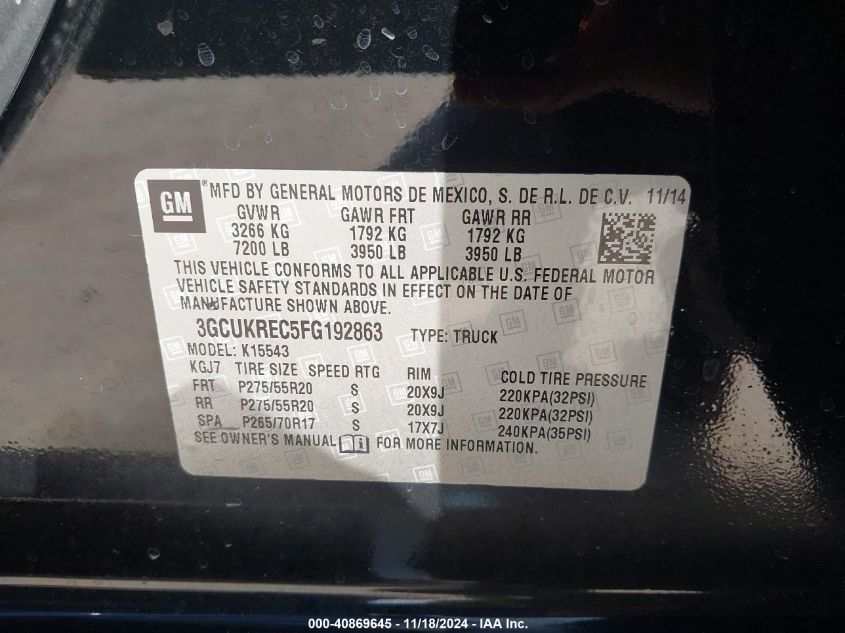 GM ® MFD BY GENERAL MOTORS DE MEXICO, S. DE R.L. DE C.V. 11/14
GVWR GAWR FRT GAWR RR
3266 KG 1792 KG 1792 KG
7200 LB 3950 LB 3950 LB
THIS VEHICLE CONFORMS TO ALL APPLICABLE U.S. FEDERAL MOTOR
VEHICLE SAFETY STANDARDS IN EFFECT ON THE DATE OF
MANUFACTURE SHOWN ABOVE.
3GCUKREC5FG192863 TYPE: TRUCK
MODEL: K15543
KGJ7 TIRE SIZE SPEED RTG RIM COLD TIRE PRESSURE
FRT P275/55R20 S 20X9J 220KPA(32PSI)
RR P275/55R20 S 20X9J 220KPA(32PSI)
SPA P265/70R17 S 17X7J 240KPA(35PSI)
SEE OWNER'S MANUAL FOR MORE INFORMATION.
000-40869645 - 11/18/2024 - IAA Inc.